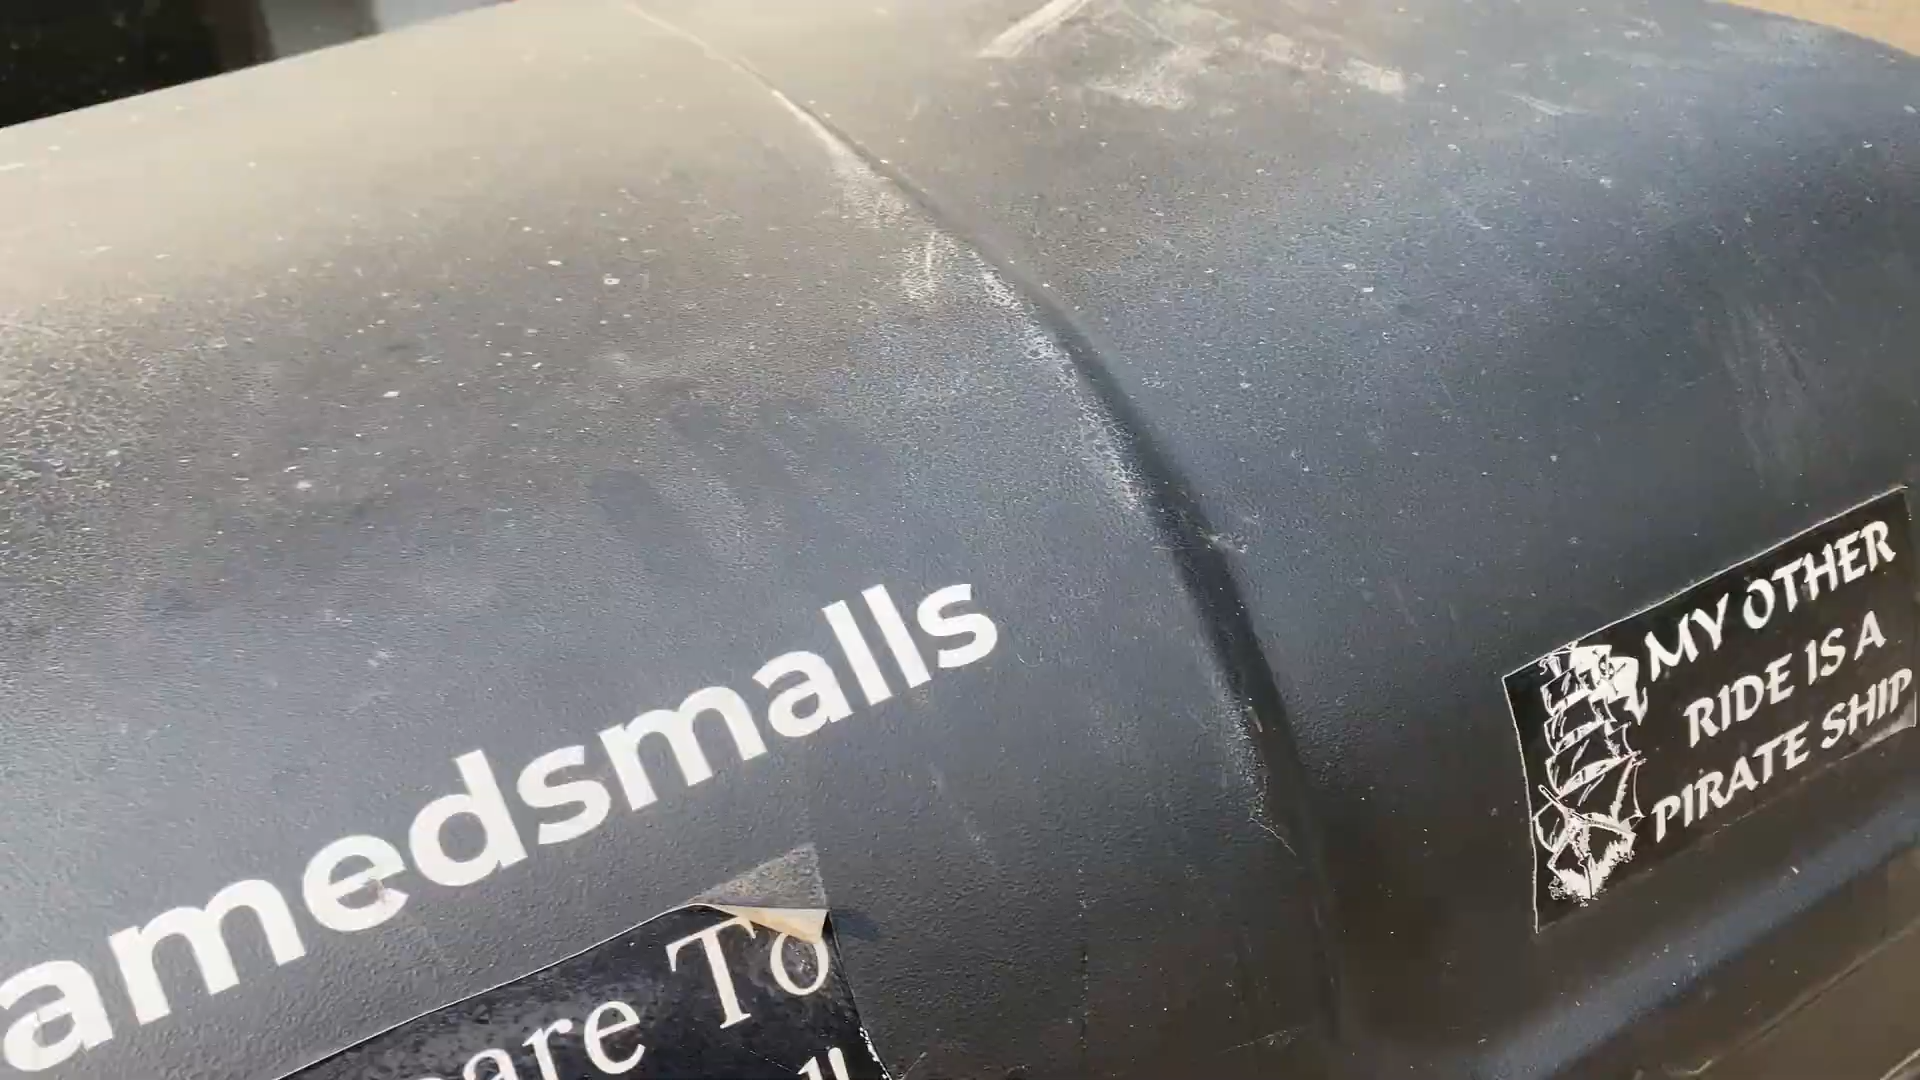 amedsmalls
are To
MY OTHER
RIDE IS A
PIRATE SHIP